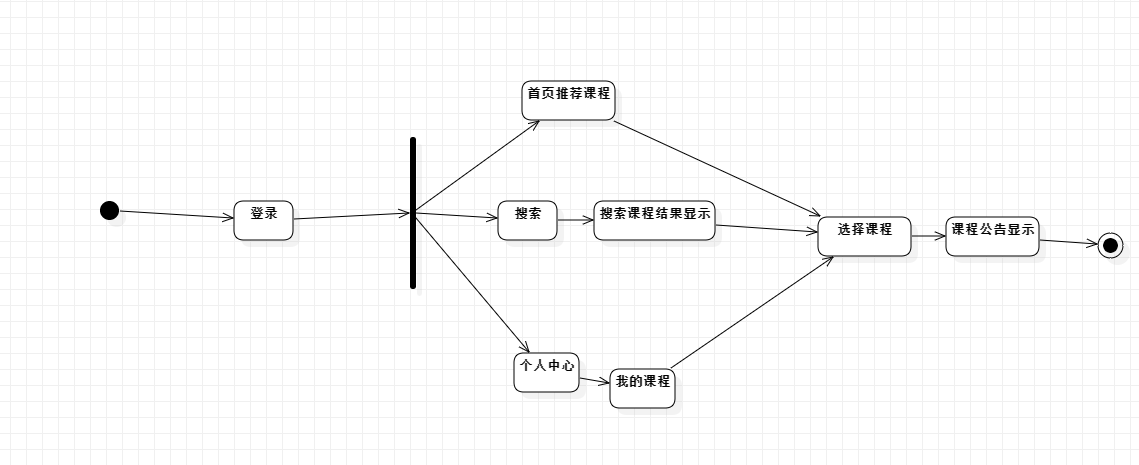 首页推荐课程
登录
搜索
搜索课程结果显示
选择课程
课程公告显示
个人中心
我的课程